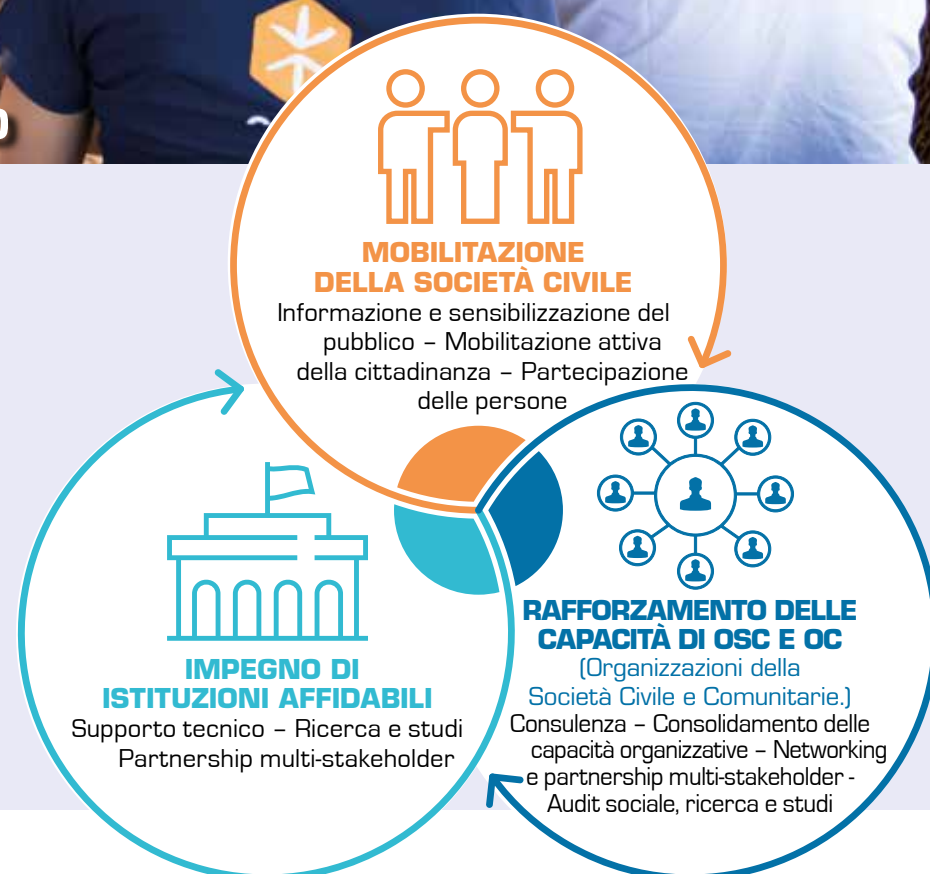 MOBILITAZIONE
DELLA SOCIETÀ CIVILE
Informazione e sensibilizzazione del
pubblico – Mobilitazione attiva
della cittadinanza – Partecipazione
delle persone
IMPEGNO DI
ISTITUZIONI AFFIDABILI
Supporto tecnico – Ricerca e studi
Partnership multi-stakeholder
RAFFORZAMENTO DELLE
CAPACITÀ DI OSC E OC
(Organizzazioni della
Società Civile e Comunitarie.)
Consulenza – Consolidamento delle
capacità organizzative – Networking
e partnership multi-stakeholder -
Audit sociale, ricerca e studi